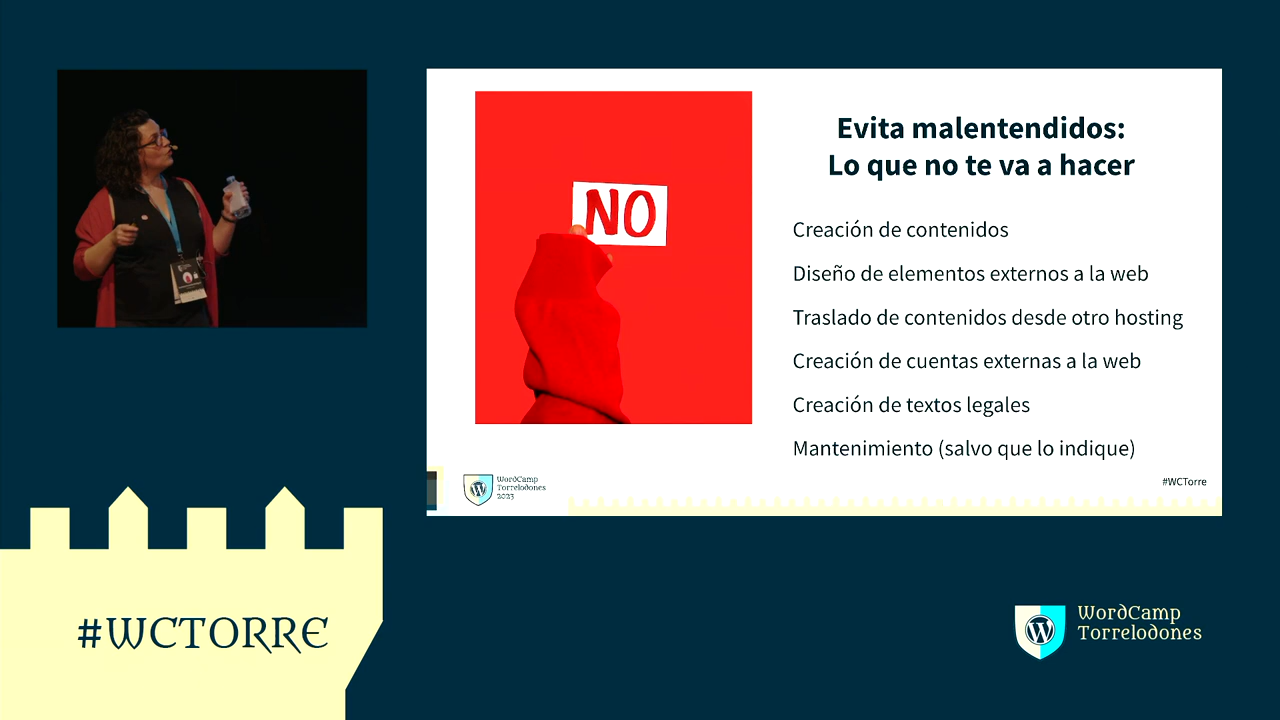 NO
Evita malentendidos:
Lo que no te va a hacer
Creación de contenidos
Diseño de elementos externos a la web
Traslado de contenidos desde otro hosting
Creación de cuentas externas a la web
Creación de textos legales
Mantenimiento (salvo que lo indique)
WordCamp
Torrelodones
2023
#WCTorre
#WCTORRE
WordCamp
Torrelodones